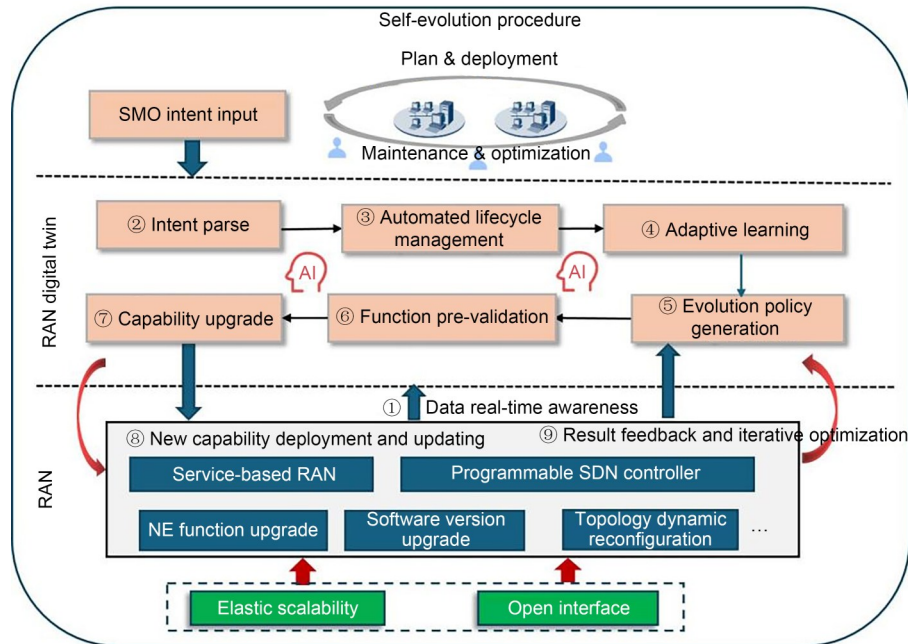 Self-evolution procedure
Plan & deployment
SMO intent input
Maintenance & optimization
RAN digital twin
② Intent parse
③ Automated lifecycle
management
④ Adaptive learning
AI
AI
⑦ Capability upgrade
⑥ Function pre-validation
⑤ Evolution policy
generation
① Data real-time awareness
RAN
⑧ New capability deployment and updating
⑨ Result feedback and iterative optimization
Service-based RAN
Programmable SDN controller
NE function upgrade
Software version
upgrade
Topology dynamic
reconfiguration
...
Elastic scalability
Open interface